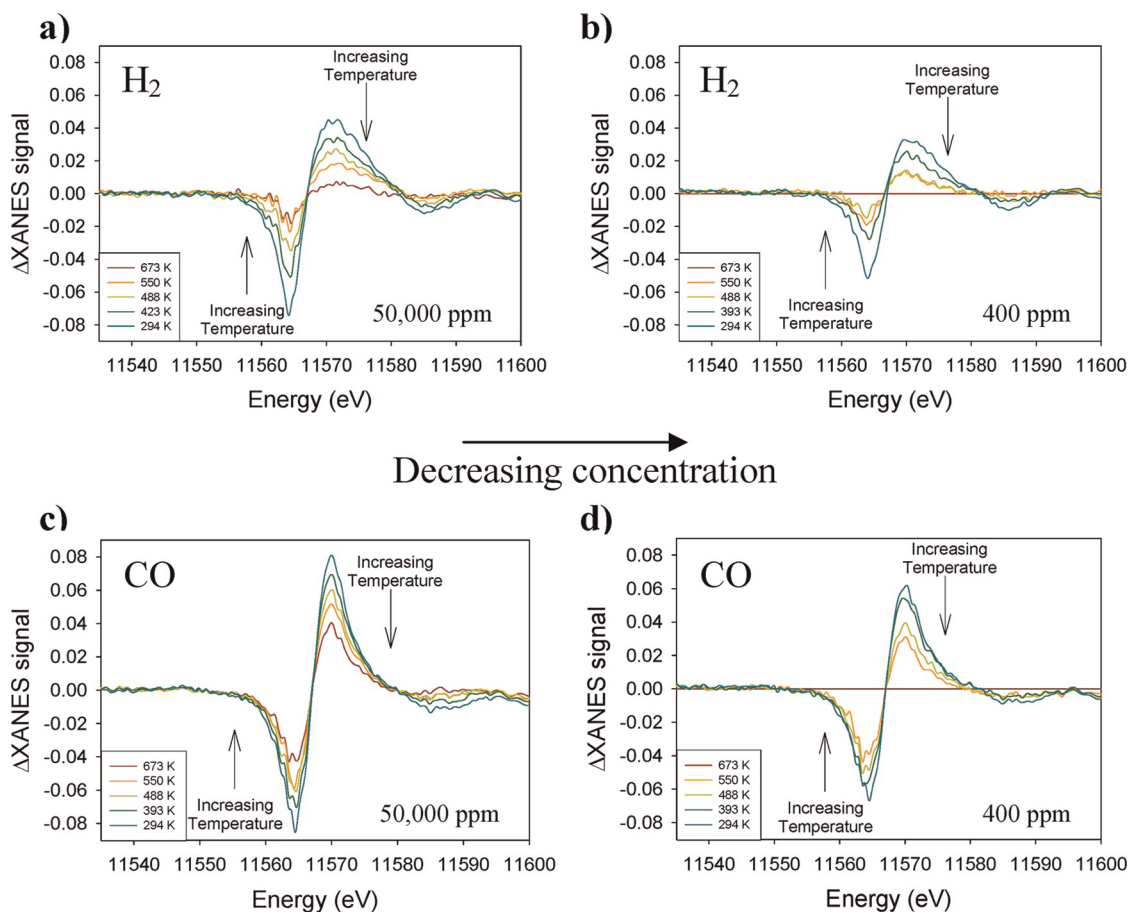 a)
H2
Increasing
Temperature
0.08
0.06
0.04
0.02
0.00
-0.02
-0.04
-0.06
-0.08
ΔXANES signal
673 K
550 K
488 K
423 K
294 K
Increasing
Temperature
50,000 ppm
11540 11550 11560 11570 11580 11590 11600
Energy (eV)
b)
H2
Increasing
Temperature
0.08
0.06
0.04
0.02
0.00
-0.02
-0.04
-0.06
-0.08
ΔXANES signal
673 K
550 K
488 K
393 K
294 K
Increasing
Temperature
400 ppm
11540 11550 11560 11570 11580 11590 11600
Energy (eV)
Decreasing concentration
c)
CO
Increasing
Temperature
0.08
0.06
0.04
0.02
0.00
-0.02
-0.04
-0.06
-0.08
ΔXANES signal
673 K
550 K
488 K
393 K
294 K
Increasing
Temperature
50,000 ppm
11540 11550 11560 11570 11580 11590 11600
Energy (eV)
d)
CO
Increasing
Temperature
0.08
0.06
0.04
0.02
0.00
-0.02
-0.04
-0.06
-0.08
ΔXANES signal
673 K
550 K
488 K
393 K
294 K
Increasing
Temperature
400 ppm
11540 11550 11560 11570 11580 11590 11600
Energy (eV)